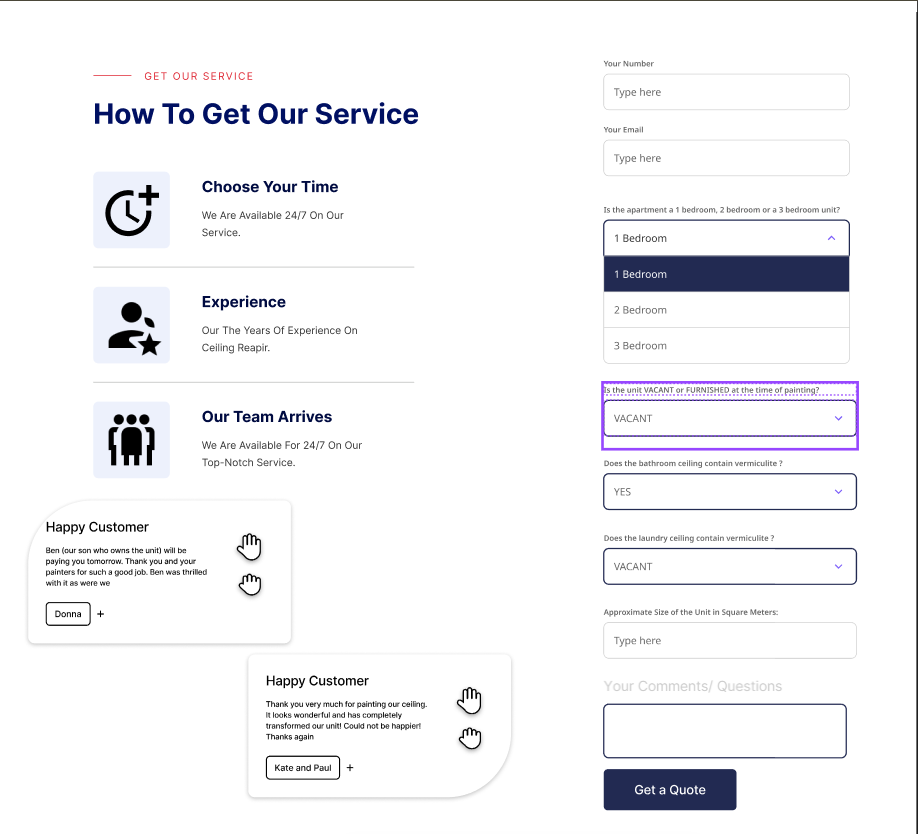 GET OUR SERVICE
How To Get Our Service
Choose Your Time
We Are Available 24/7 On Our
Service.
Experience
Our The Years Of Experience On
Ceiling Reapir.
Our Team Arrives
We Are Available For 24/7 On Our
Top-Notch Service.
Happy Customer
Ben (our son who owns the unit) will be
paying you tomorrow. Thank you and your
painters for such a good job. Ben was thrilled
with it as were we
Donna +
Happy Customer
Thank you very much for painting our ceiling.
It looks wonderful and has completely
transformed our unit! Could not be happier!
Thanks again
Kate and Paul +
Your Number
Type here
Your Email
Type here
Is the apartment a 1 bedroom, 2 bedroom or a 3 bedroom unit?
1 Bedroom
1 Bedroom
2 Bedroom
3 Bedroom
Is the unit VACANT or FURNISHED at the time of painting?
VACANT
Does the bathroom ceiling contain vermiculite ?
YES
Does the laundry ceiling contain vermiculite ?
VACANT
Approximate Size of the Unit in Square Meters:
Type here
Your Comments/ Questions
Get a Quote